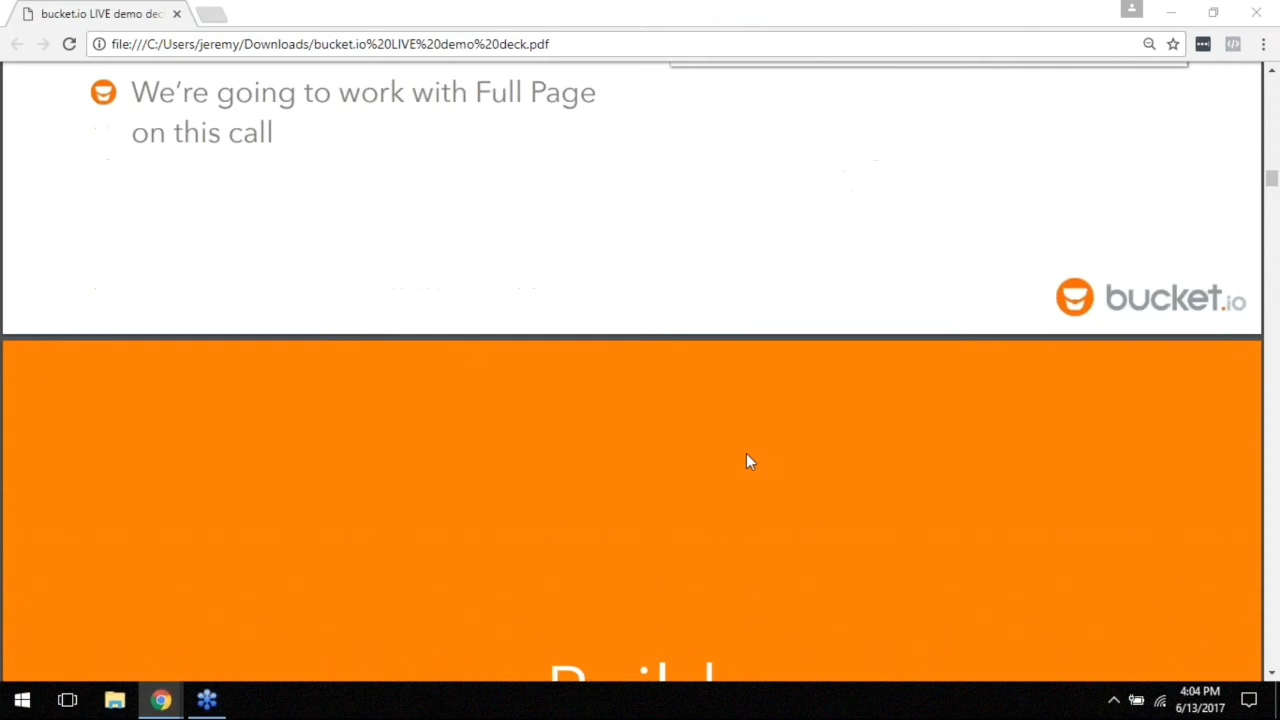 bucket.io LIVE demo dec
file:///C:/Users/jeremy/Downloads/bucket.io%20LIVE%20demo%20deck.pdf
We're going to work with Full Page
on this call
bucket.io
4:04 PM
6/13/2017